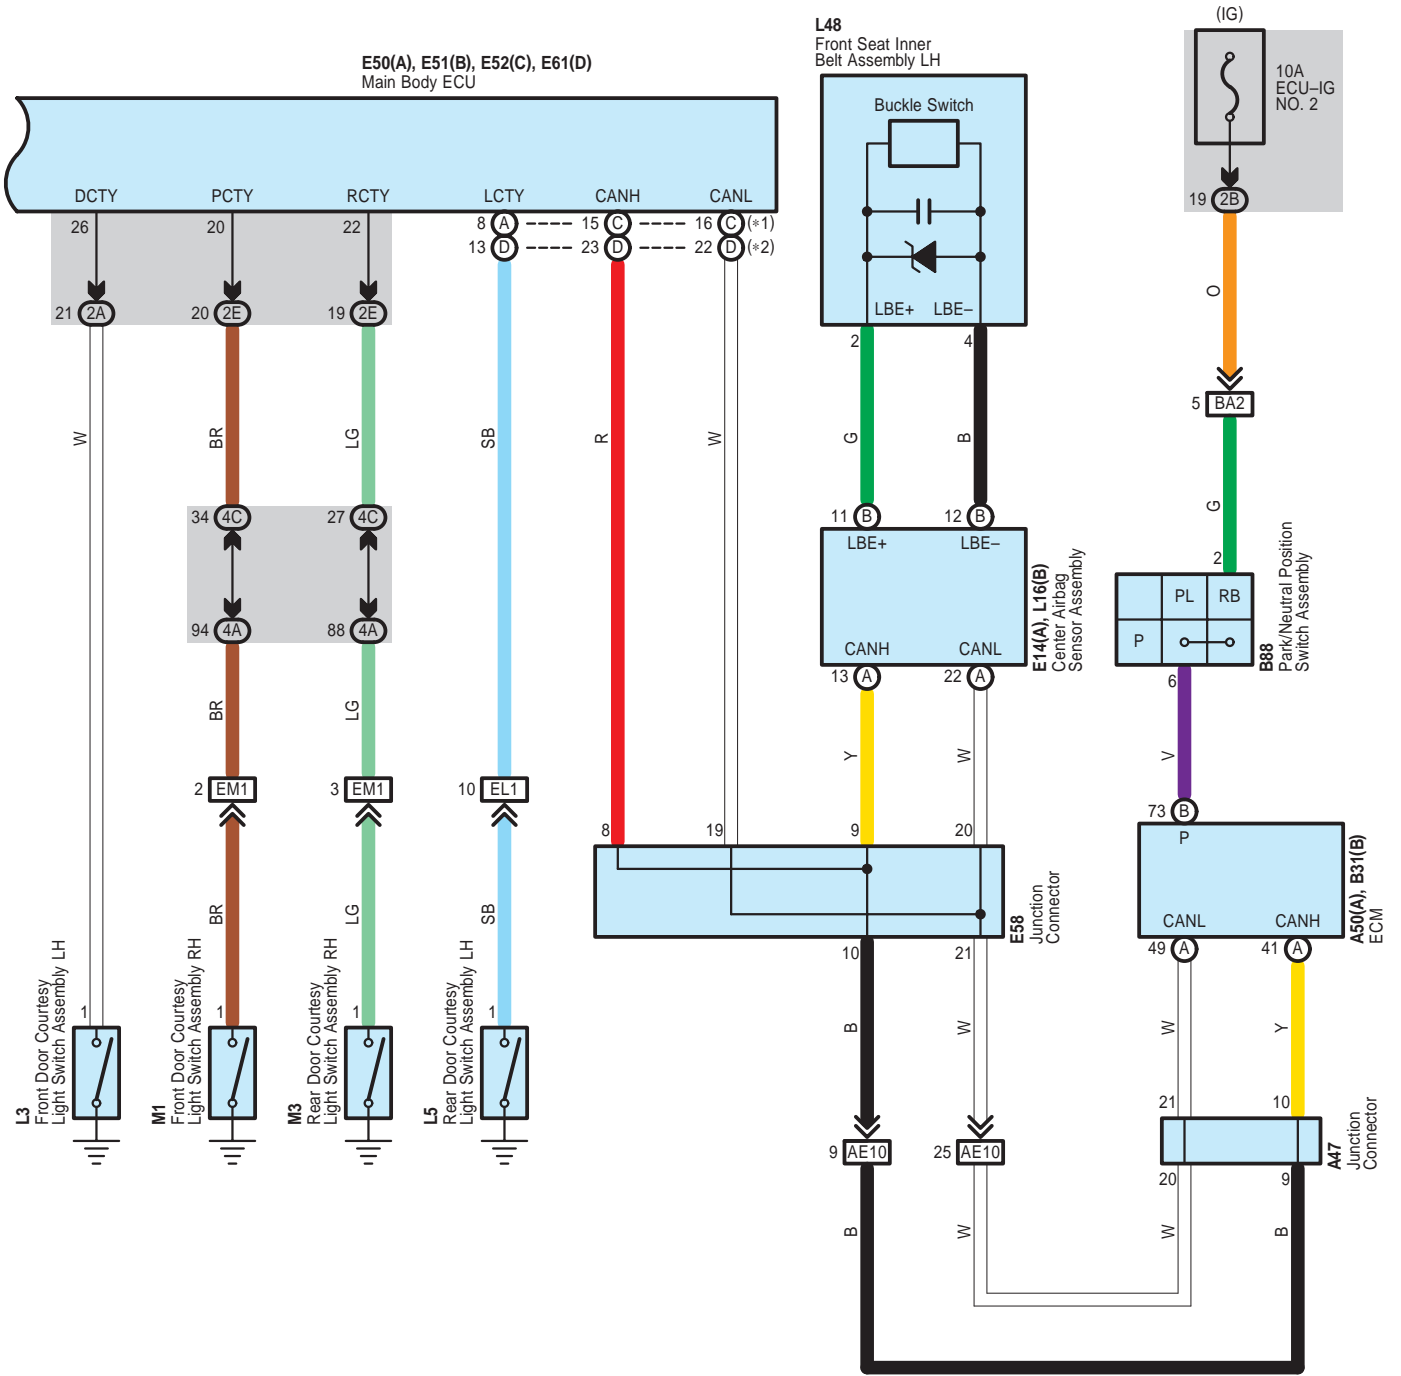 E50(A), E51(B), E52(C), E61(D)
Main Body ECU
DCTY
PCTY
RCTY
LCTY
CANH
CANL
26
20
22
8 A
15 C
16 C (*1)
13 D
23 D
22 D (*2)
21 2A
20 2E
19 2E
W
BR
LG
SB
R
W
34 4C
27 4C
94 4A
88 4A
BR
LG
2 EM1
3 EM1
10 EL1
BR
LG
SB
1
1
1
1
L3
Front Door Courtesy
Light Switch Assembly LH
M1
Front Door Courtesy
Light Switch Assembly RH
M3
Rear Door Courtesy
Light Switch Assembly RH
L5
Rear Door Courtesy
Light Switch Assembly LH
L48
Front Seat Inner
Belt Assembly LH
Buckle Switch
LBE+
LBE–
2
4
G
B
11 B
12 B
LBE+
LBE–
CANH
CANL
E14(A), L16(B)
Center Airbag
Sensor Assembly
13 A
22 A
Y
W
8
19
9
20
E58
Junction
Connector
10
21
B
W
9 AE10
25 AE10
B
W
(IG)
10A
ECU–IG
NO. 2
19 2B
O
5 BA2
G
2
PL
RB
P
B88
Park/Neutral Position
Switch Assembly
6
V
73 B
P
CANL
CANH
A50(A), B31(B)
ECM
49 A
41 A
W
Y
21
10
A47
Junction
Connector
20
9
W
B